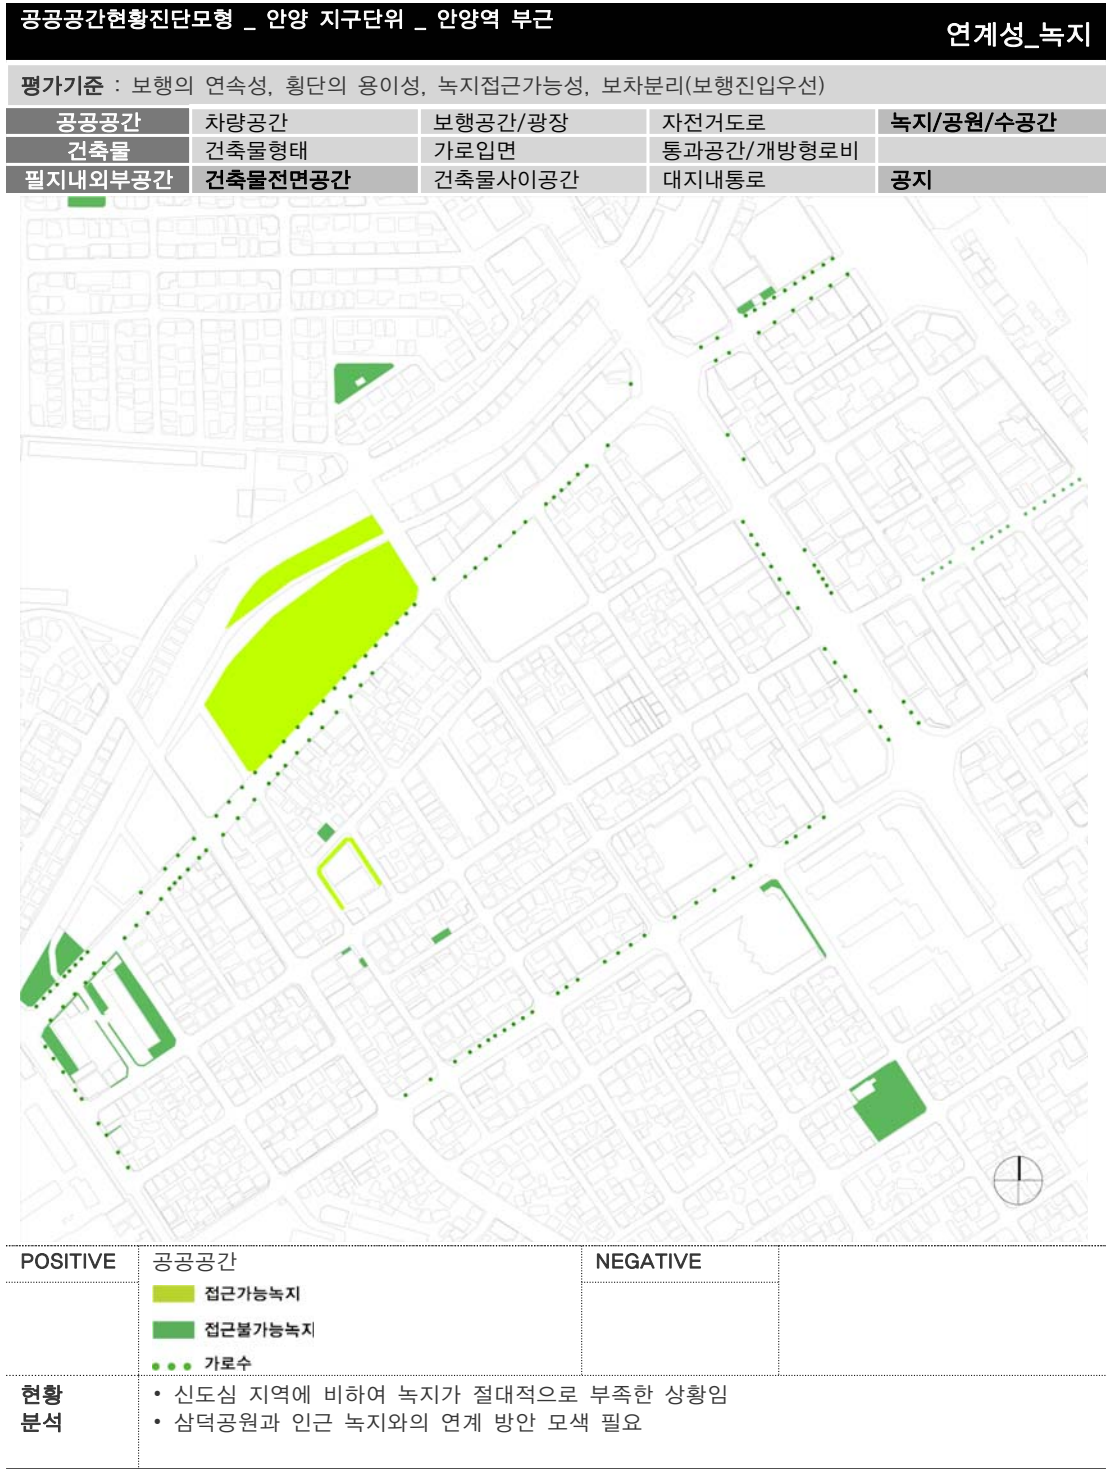 공공공간현황진단모형 _ 안양 지구단위 _ 안양역 부근
연계성_녹지
평가기준 : 보행의 연속성, 횡단의 용이성, 녹지접근가능성, 보차분리(보행진입우선)
공공공간 차량공간 보행공간/광장 자전거도로 녹지/공원/수공간
건축물 건축물형태 가로입면 통과공간/개방형로비
필지내외부공간 건축물전면공간 건축물사이공간 대지내통로 공지
POSITIVE 공공공간 NEGATIVE
접근가능녹지
접근불가능녹지
가로수
현황 • 신도심 지역에 비하여 녹지가 절대적으로 부족한 상황임
분석 • 삼덕공원과 인근 녹지와의 연계 방안 모색 필요